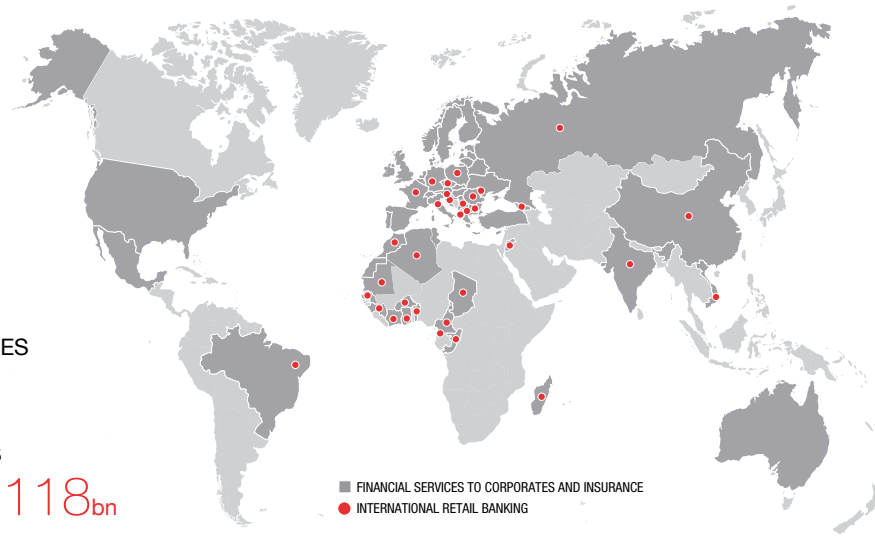 ES
118bn
FINANCIAL SERVICES TO CORPORATES AND INSURANCE
INTERNATIONAL RETAIL BANKING